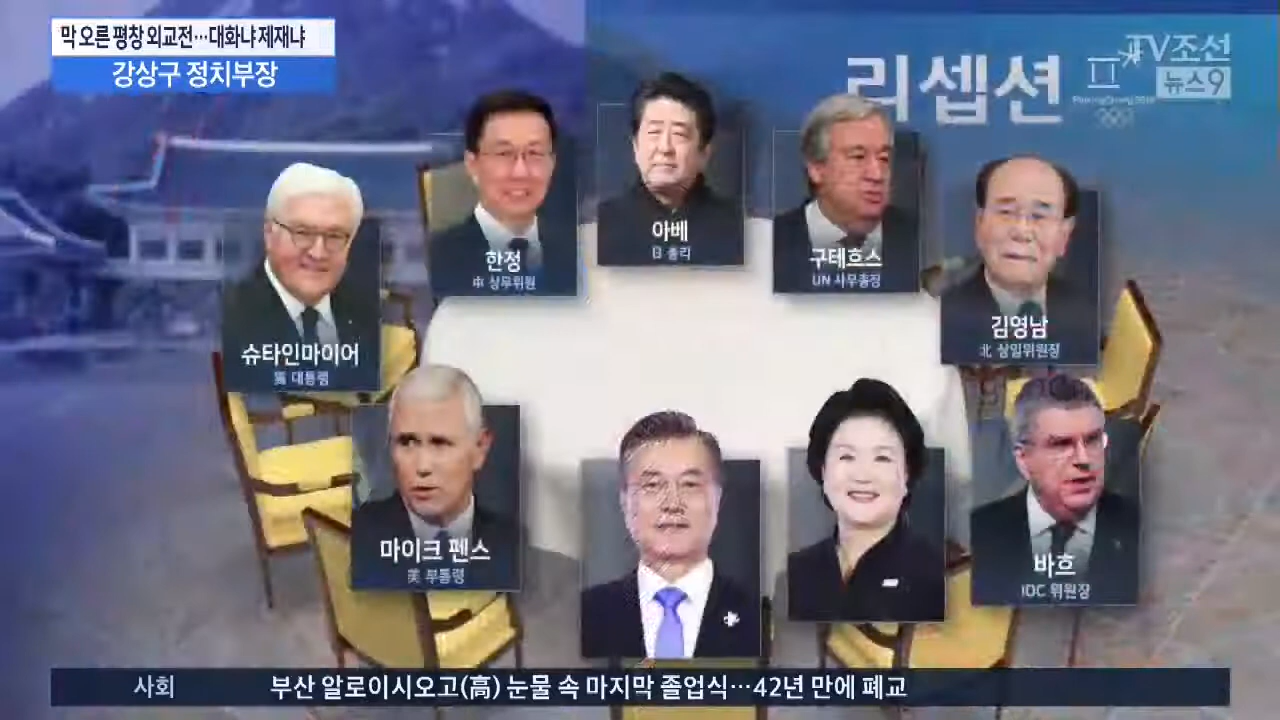 막 오른 평창 외교전…대화냐 제재냐
강상구 정치부장
리셉션
TV조선
뉴스9
PyeongChang 2018
아베
日 총리
한정
中 상무위원
구테흐스
UN 사무총장
김영남
北 상임위원장
슈타인마이어
獨 대통령
마이크 펜스
美 부통령
바흐
IOC 위원장
사회
부산 알로이시오고(高) 눈물 속 마지막 졸업식…42년 만에 폐교